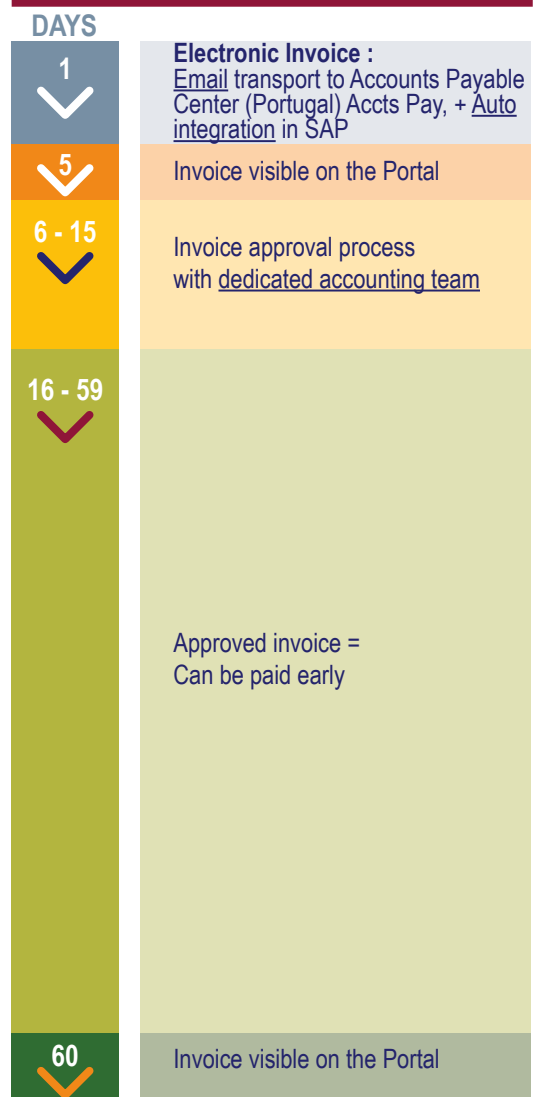 DAYS
1
Electronic Invoice :
Email transport to Accounts Payable
Center (Portugal) Accts Pay, + Auto
integration in SAP
5
Invoice visible on the Portal
6 - 15
Invoice approval process
with dedicated accounting team
16 - 59
Approved invoice =
Can be paid early
60
Invoice visible on the Portal